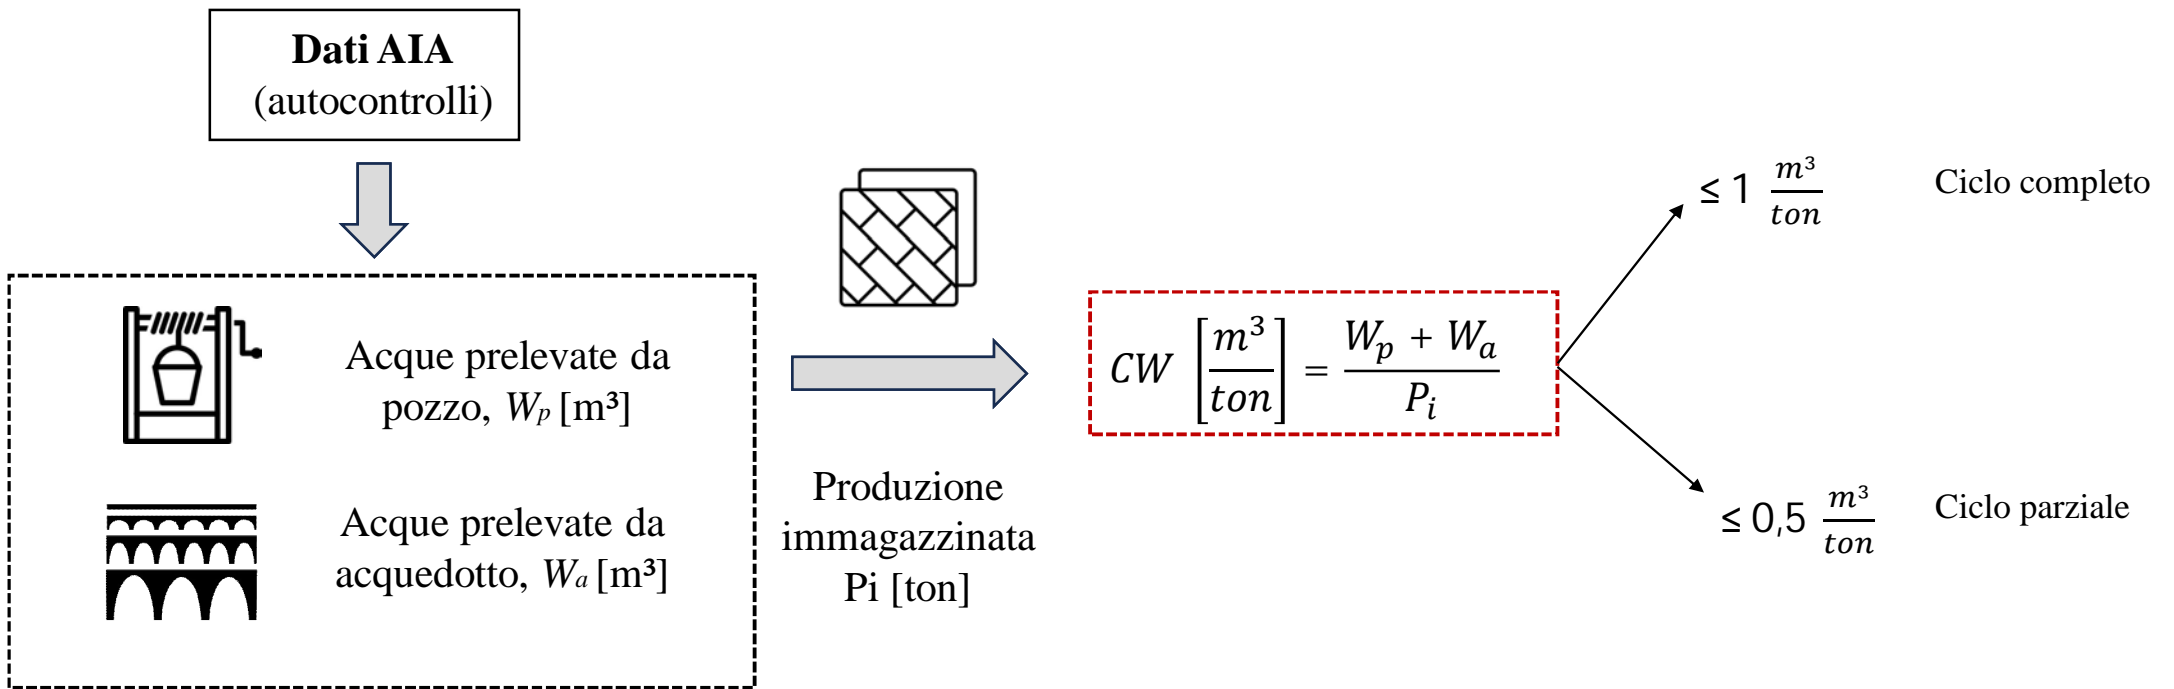 Dati AIA
(autocontrolli)
Acque prelevate da
pozzo, Wₚ [m³]
Acque prelevate da
acquedotto, Wₐ [m³]
Produzione
immagazzinata
Pi [ton]
CW [m³/ton] = (Wₚ + Wₐ)/Pᵢ
≤ 1 m³/ton Ciclo completo
≤ 0,5 m³/ton Ciclo parziale